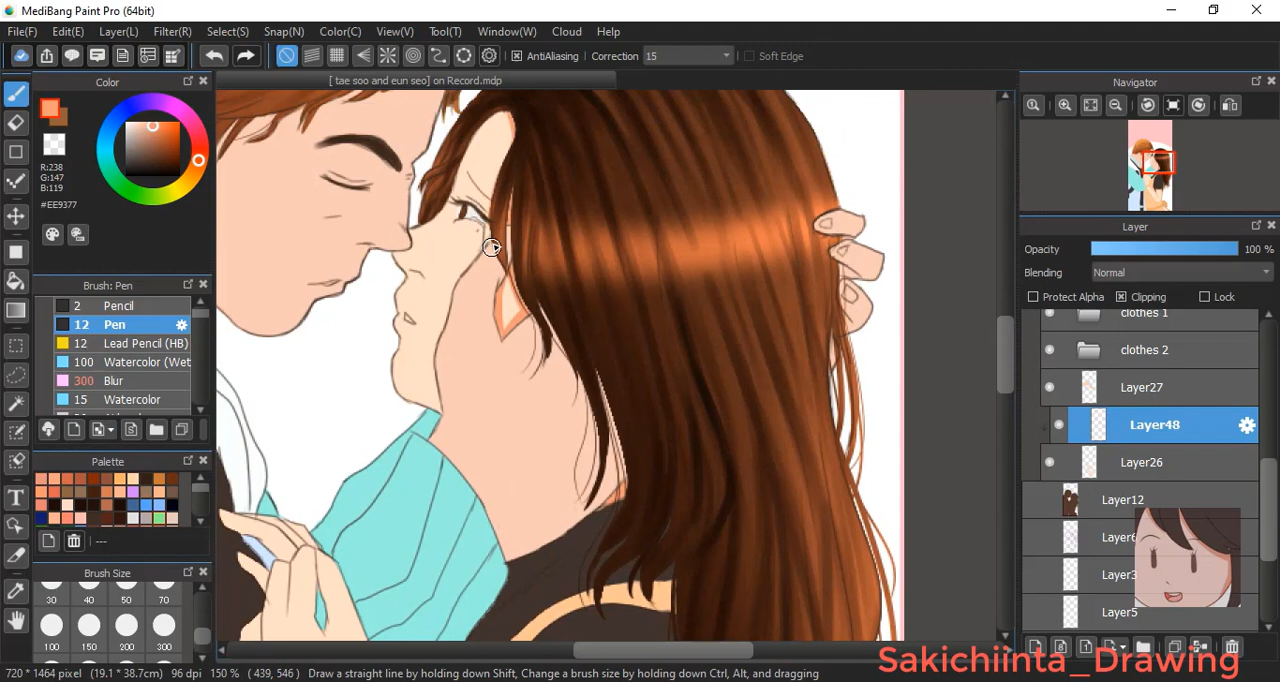 MediBang Paint Pro (64bit)
File(F) Edit(E) Layer(L) Filter(R) Select(S) Snap(N) Color(C) View(V) Tool(T) Window(W) Cloud Help
AntiAliasing Correction 15 Soft Edge
[ tae soo and eun seo] on Record.mdp
Color
R:238
G:147
B:119
#EE9377
Brush: Pen
2 Pencil
12 Pen
12 Lead Pencil (HB)
100 Watercolor (Wet
300 Blur
15 Watercolor
Palette
---
Brush Size
30 40 50 70
100 150 200 300
Navigator
Layer
Opacity 100 %
Blending Normal
Protect Alpha Clipping Lock
clothes 1
clothes 2
Layer27
Layer48
Layer26
Layer12
Layer3
Layer5
Sakichiinta_Drawing
720 * 1464 pixel (19.1 * 38.7cm) 96 dpi 150 % ( 439, 546 ) Draw a straight line by holding down Shift, Change a brush size by holding down Ctrl, Alt, and dragging